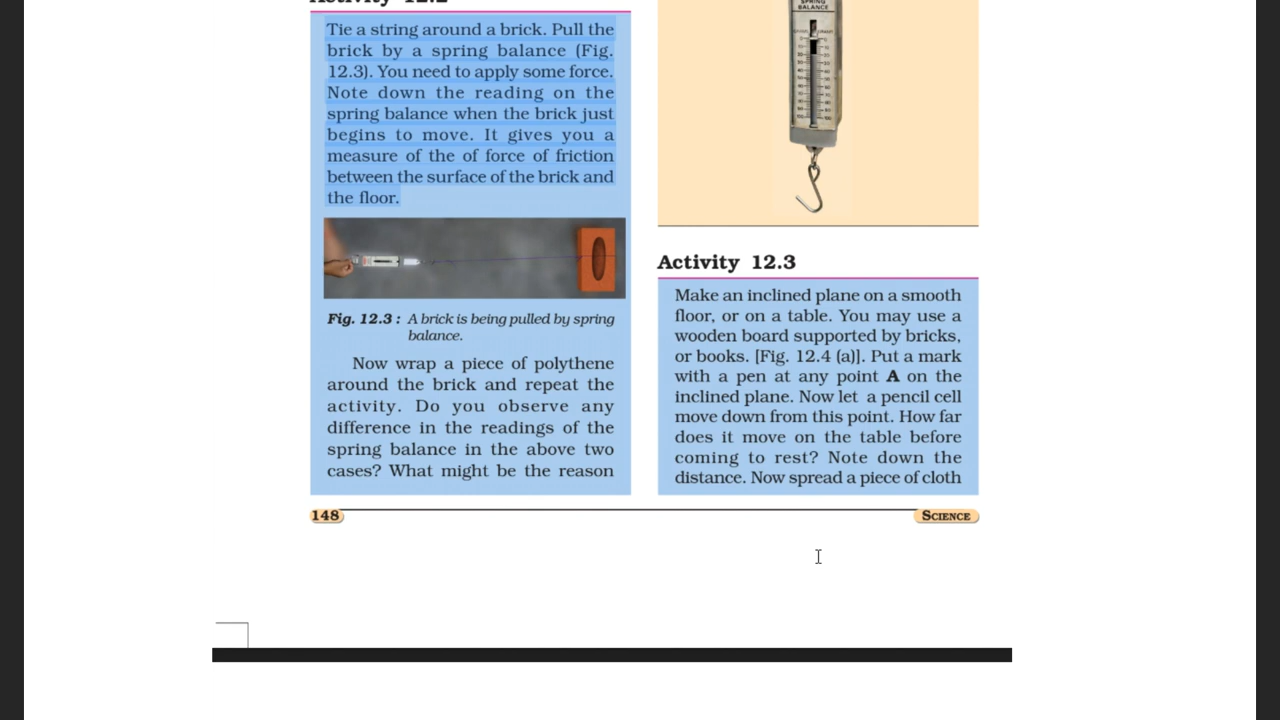 Activity 12.2
Tie a string around a brick. Pull the
brick by a spring balance (Fig.
12.3). You need to apply some force.
Note down the reading on the
spring balance when the brick just
begins to move. It gives you a
measure of the of force of friction
between the surface of the brick and
the floor.
Fig. 12.3 : A brick is being pulled by spring
balance.
Now wrap a piece of polythene
around the brick and repeat the
activity. Do you observe any
difference in the readings of the
spring balance in the above two
cases? What might be the reason
SPRING
BALANCE
Activity 12.3
Make an inclined plane on a smooth
floor, or on a table. You may use a
wooden board supported by bricks,
or books. [Fig. 12.4 (a)]. Put a mark
with a pen at any point A on the
inclined plane. Now let a pencil cell
move down from this point. How far
does it move on the table before
coming to rest? Note down the
distance. Now spread a piece of cloth
148
SCIENCE